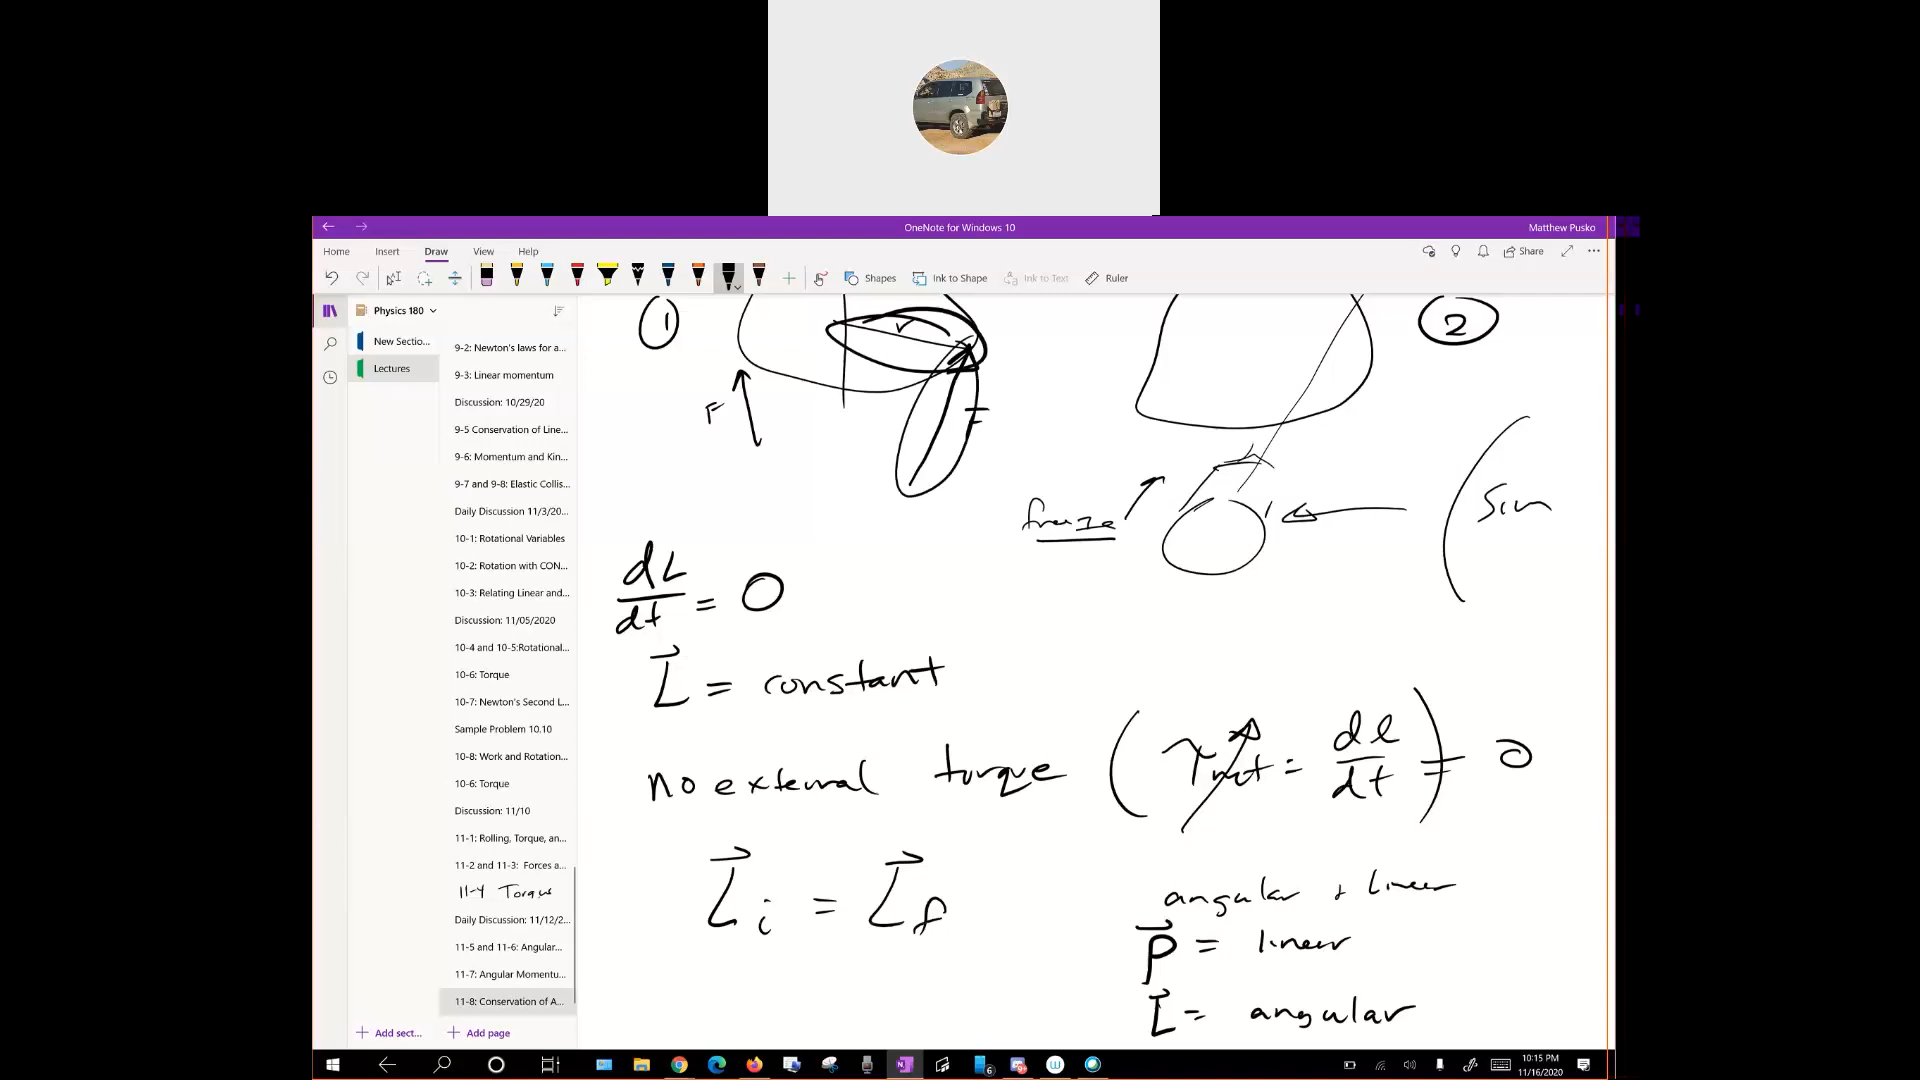 OneNote for Windows 10
Matthew Pusko
Home Insert Draw View Help
Share
Shapes Ink to Shape Ink to Text Ruler
Physics 180
New Sectio...
Lectures
9-2: Newton's laws for a...
9-3: Linear momentum
Discussion: 10/29/20
9-5 Conservation of Line...
9-6: Momentum and Kin...
9-7 and 9-8: Elastic Collis...
Daily Discussion 11/3/20...
10-1: Rotational Variables
10-2: Rotation with CON...
10-3: Relating Linear and...
Discussion: 11/05/2020
10-4 and 10-5:Rotational...
10-6: Torque
10-7: Newton's Second L...
Sample Problem 10.10
10-8: Work and Rotation...
10-6: Torque
Discussion: 11/10
11-1: Rolling, Torque, an...
11-2 and 11-3: Forces a...
11-4 Torque
Daily Discussion: 11/12/2...
11-5 and 11-6: Angular...
11-7: Angular Momentu...
11-8: Conservation of A...
Add sect...
Add page
1
r
2
F
F
freeze
dL/dt = 0
L⃗ = constant
no external torque (τnet = dl/dt) = 0
L⃗i = L⃗f
angular + linear
p⃗ = linear
L⃗ = angular
6
10:15 PM
11/16/2020